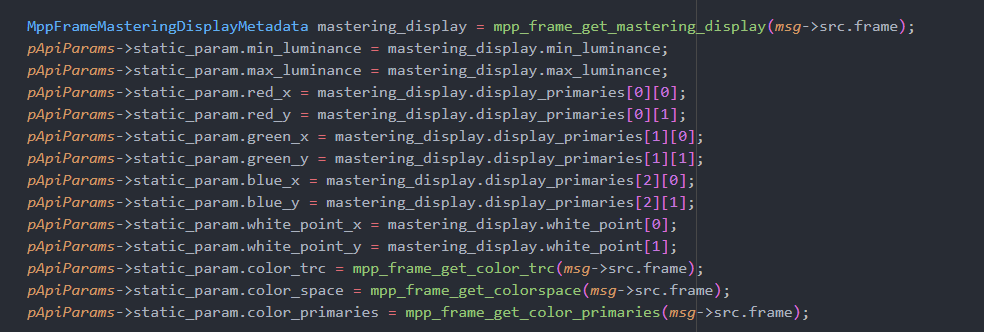 MppFrameMasteringDisplayMetadata mastering_display = mpp_frame_get_mastering_display(msg->src.frame);
pApiParams->static_param.min_luminance = mastering_display.min_luminance;
pApiParams->static_param.max_luminance = mastering_display.max_luminance;
pApiParams->static_param.red_x = mastering_display.display_primaries[0][0];
pApiParams->static_param.red_y = mastering_display.display_primaries[0][1];
pApiParams->static_param.green_x = mastering_display.display_primaries[1][0];
pApiParams->static_param.green_y = mastering_display.display_primaries[1][1];
pApiParams->static_param.blue_x = mastering_display.display_primaries[2][0];
pApiParams->static_param.blue_y = mastering_display.display_primaries[2][1];
pApiParams->static_param.white_point_x = mastering_display.white_point[0];
pApiParams->static_param.white_point_y = mastering_display.white_point[1];
pApiParams->static_param.color_trc = mpp_frame_get_color_trc(msg->src.frame);
pApiParams->static_param.color_space = mpp_frame_get_colorspace(msg->src.frame);
pApiParams->static_param.color_primaries = mpp_frame_get_color_primaries(msg->src.frame);